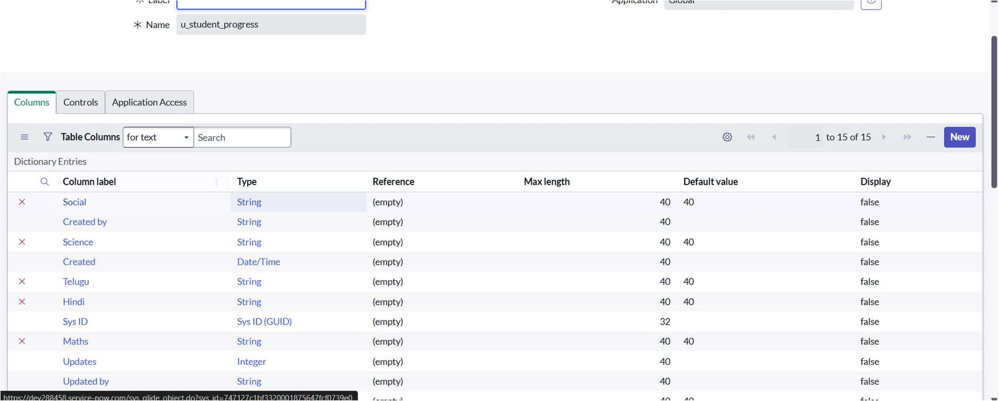 * Label
Application Global
* Name u_student_progress
Columns Controls Application Access
Table Columns for text Search 1 to 15 of 15 New
Dictionary Entries
Column label Type Reference Max length Default value Display
Social String (empty) 40 40 false
Created by String (empty) 40 false
Science String (empty) 40 40 false
Created Date/Time (empty) 40 false
Telugu String (empty) 40 40 false
Hindi String (empty) 40 40 false
Sys ID Sys ID (GUID) (empty) 32 false
Maths String (empty) 40 40 false
Updates Integer (empty) 40 false
Updated by String (empty) 40 false
https://dev288458.service-now.com/sys_glide_object.do?sys_id=747127c1bf3320001875647fcf0739e0
(empty) 40 40 false